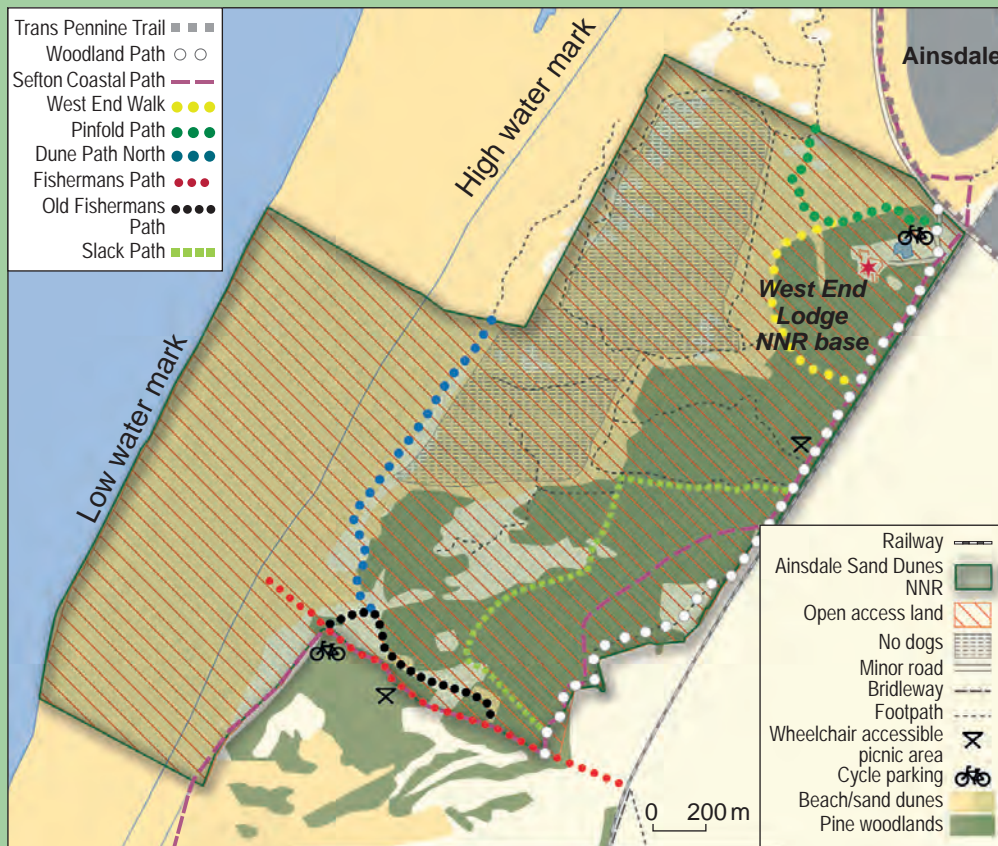 Trans Pennine Trail
Woodland Path
Sefton Coastal Path
West End Walk
Pinfold Path
Dune Path North
Fishermans Path
Old Fishermans
Path
Slack Path
High water mark
Low water mark
Ainsdale
West End
Lodge
NNR base
Railway
Ainsdale Sand Dunes
NNR
Open access land
No dogs
Minor road
Bridleway
Footpath
Wheelchair accessible
picnic area
Cycle parking
Beach/sand dunes
Pine woodlands
0 200 m